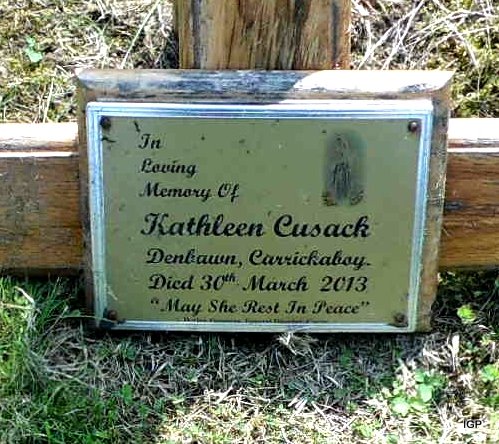 In
Loving
Memory Of
Kathleen Cusack
Denbawn, Carrickaboy.
Died 30th March 2013
"May She Rest In Peace"
IGP